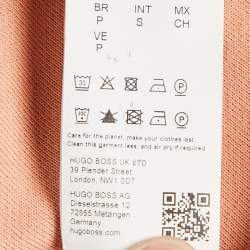 BR INT MX
P S CH
VE
P
Care for the planet, make your clothes last.
Clean this garment less, and air dry if possible.
HUGO BOSS UK LTD
39 Plender Street
London, NW1 0DT
HUGO BOSS AG
Dieselstrasse 12
72555 Metzingen
Germany
hugoboss.com